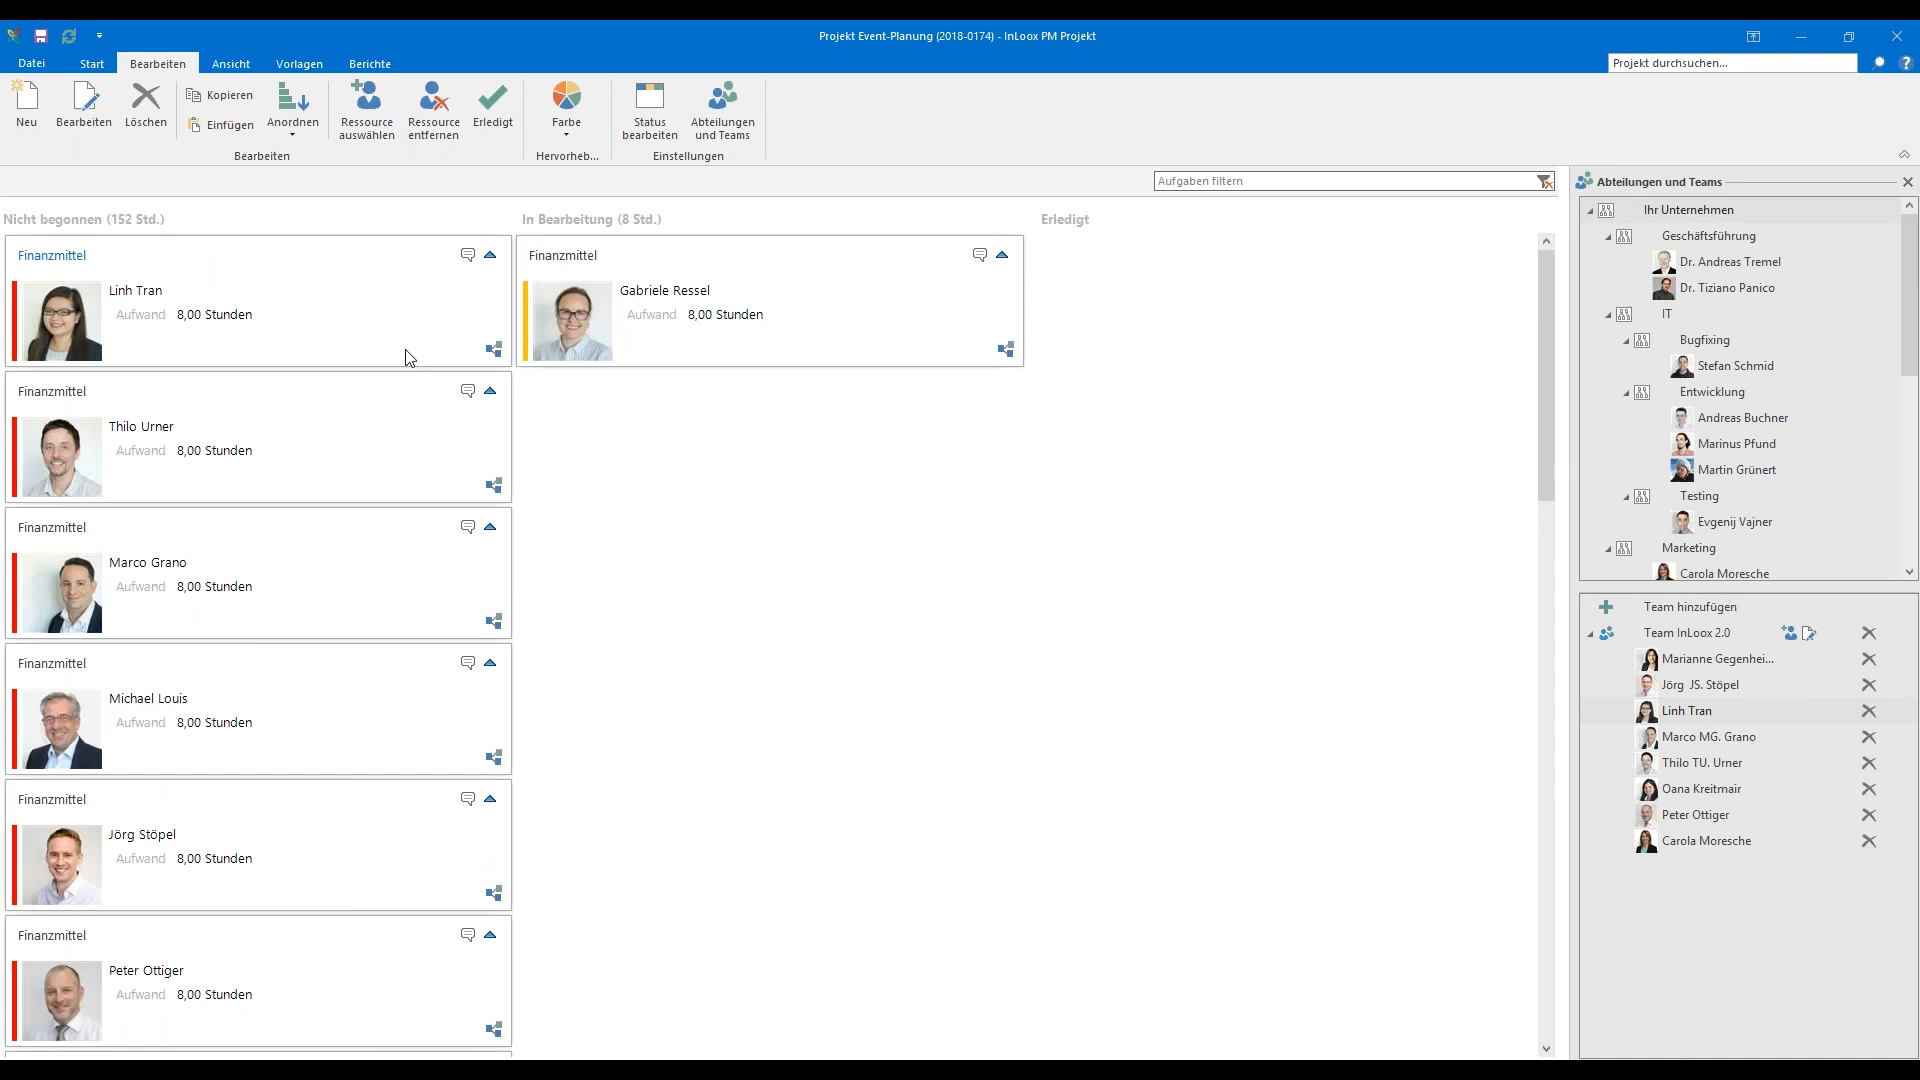 Projekt Event-Planung (2018-0174) - InLoox PM Projekt
Datei Start Bearbeiten Ansicht Vorlagen Berichte
Projekt durchsuchen...
?
Neu
Bearbeiten
Löschen
Kopieren
Einfügen
Anordnen
Ressource auswählen
Ressource entfernen
Erledigt
Farbe
Status bearbeiten
Abteilungen und Teams
Bearbeiten
Hervorheb...
Einstellungen
Aufgaben filtern
Nicht begonnen (152 Std.)
Finanzmittel
Linh Tran
Aufwand 8,00 Stunden
Finanzmittel
Thilo Urner
Aufwand 8,00 Stunden
Finanzmittel
Marco Grano
Aufwand 8,00 Stunden
Finanzmittel
Michael Louis
Aufwand 8,00 Stunden
Finanzmittel
Jörg Stöpel
Aufwand 8,00 Stunden
Finanzmittel
Peter Ottiger
Aufwand 8,00 Stunden
In Bearbeitung (8 Std.)
Finanzmittel
Gabriele Ressel
Aufwand 8,00 Stunden
Erledigt
Abteilungen und Teams
Ihr Unternehmen
Geschäftsführung
Dr. Andreas Tremel
Dr. Tiziano Panico
IT
Bugfixing
Stefan Schmid
Entwicklung
Andreas Buchner
Marinus Pfund
Martin Grünert
Testing
Evgenij Vajner
Marketing
Carola Moresche
Team hinzufügen
Team InLoox 2.0
Marianne Gegenhei...
Jörg JS. Stöpel
Linh Tran
Marco MG. Grano
Thilo TU. Urner
Oana Kreitmair
Peter Ottiger
Carola Moresche